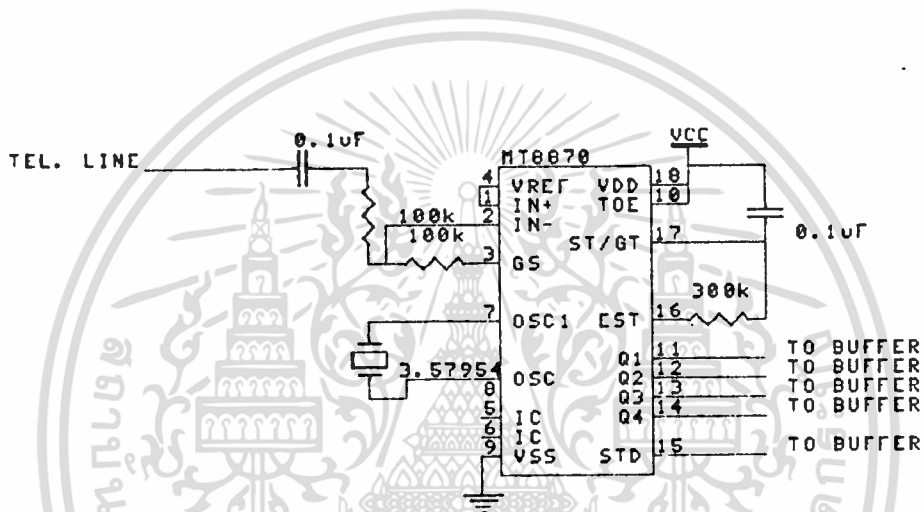 0.1uF
VCC
TEL. LINE
MT8870
4 VREF VDD 18
1 IN+ TOE 10
100k 2 IN-
ST/GT 17 0.1uF
100k
3 GS
300k
7 OSC1 EST 16
Q1 11 TO BUFFER
3.57954 OSC Q2 12 TO BUFFER
8 Q3 13 TO BUFFER
5 IC Q4 14 TO BUFFER
6 IC
9 VSS STD 15 TO BUFFER